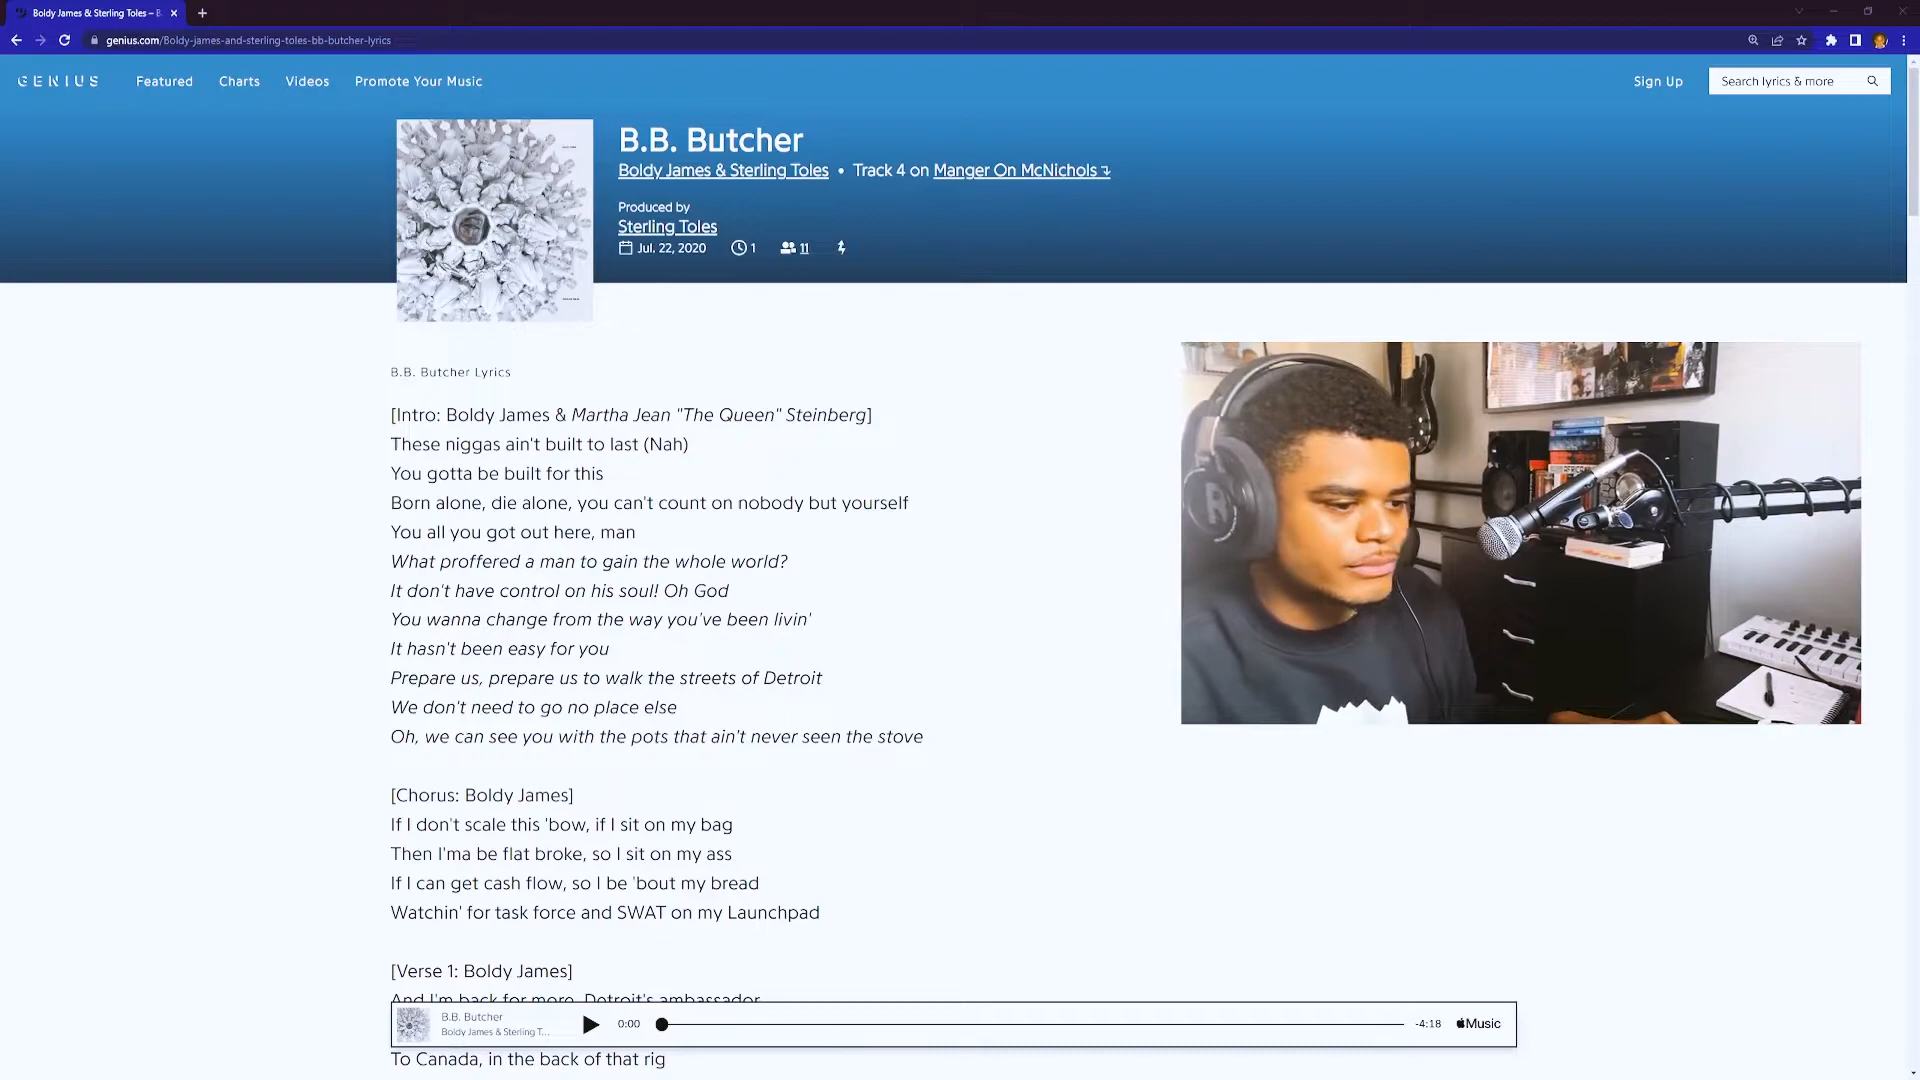 Boldy James & Sterling Toles – B.
genius.com/Boldy-james-and-sterling-toles-bb-butcher-lyrics
GENIUS Featured Charts Videos Promote Your Music Sign Up Search lyrics & more
B.B. Butcher
Boldy James & Sterling Toles • Track 4 on Manger On McNichols
Produced by
Sterling Toles
Jul. 22, 2020 1 11
B.B. Butcher Lyrics
[Intro: Boldy James & Martha Jean "The Queen" Steinberg]
These niggas ain't built to last (Nah)
You gotta be built for this
Born alone, die alone, you can't count on nobody but yourself
You all you got out here, man
What proffered a man to gain the whole world?
It don't have control on his soul! Oh God
You wanna change from the way you've been livin'
It hasn't been easy for you
Prepare us, prepare us to walk the streets of Detroit
We don't need to go no place else
Oh, we can see you with the pots that ain't never seen the stove
[Chorus: Boldy James]
If I don't scale this 'bow, if I sit on my bag
Then I'ma be flat broke, so I sit on my ass
If I can get cash flow, so I be 'bout my bread
Watchin' for task force and SWAT on my Launchpad
[Verse 1: Boldy James]
And I'm back for more, Detroit's ambassador
B.B. Butcher
Boldy James & Sterling T...
0:00 -4:18 Music
To Canada, in the back of that rig